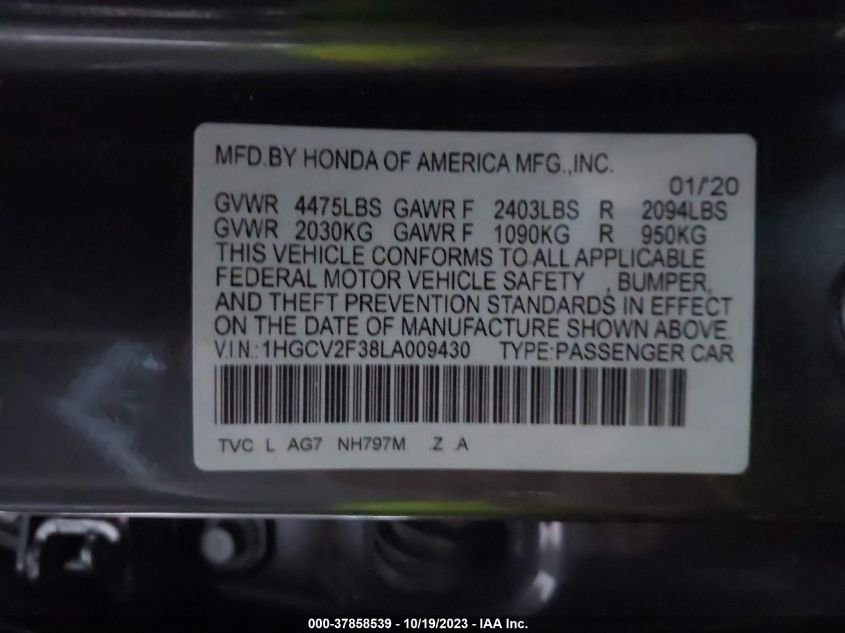 MFD.BY HONDA OF AMERICA MFG.,INC.
01/'20
GVWR 4475LBS GAWR F 2403LBS R 2094LBS
GVWR 2030KG GAWR F 1090KG R 950KG
THIS VEHICLE CONFORMS TO ALL APPLICABLE
FEDERAL MOTOR VEHICLE SAFETY , BUMPER,
AND THEFT PREVENTION STANDARDS IN EFFECT
ON THE DATE OF MANUFACTURE SHOWN ABOVE.
V.I.N.:1HGCV2F38LA009430 TYPE:PASSENGER CAR
TVC L AG7 NH797M .Z .A
000-37858539 - 10/19/2023 - IAA Inc.